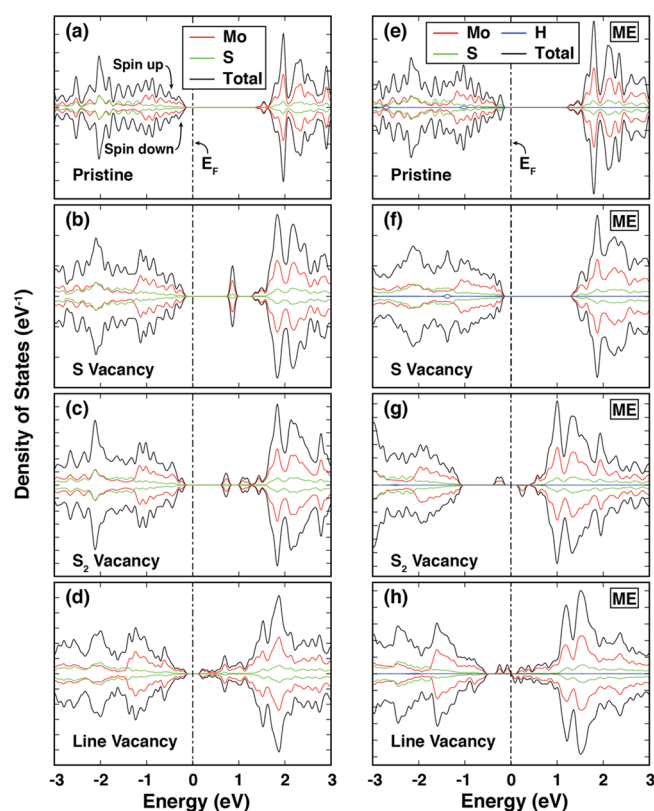 (a)
Mo
S
Total
Spin up
Spin down
E_F
Pristine
(e)
Mo
H
S
Total
ME
E_F
Pristine
(b)
S Vacancy
(f)
ME
S Vacancy
(c)
S₂ Vacancy
(g)
ME
S₂ Vacancy
(d)
Line Vacancy
(h)
ME
Line Vacancy
Density of States (eV⁻¹)
-3 -2 -1 0 1 2 3
-3 -2 -1 0 1 2 3
Energy (eV)
Energy (eV)